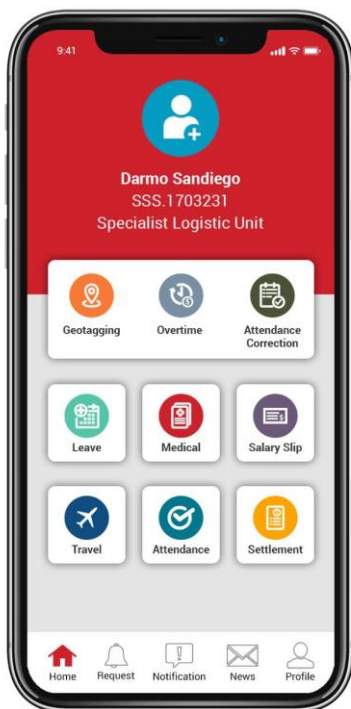 9:41
Darmo Sandiego
SSS.1703231
Specialist Logistic Unit
Geotagging Overtime Attendance
Correction
Leave Medical Salary Slip
Travel Attendance Settlement
Home Request Notification News Profile